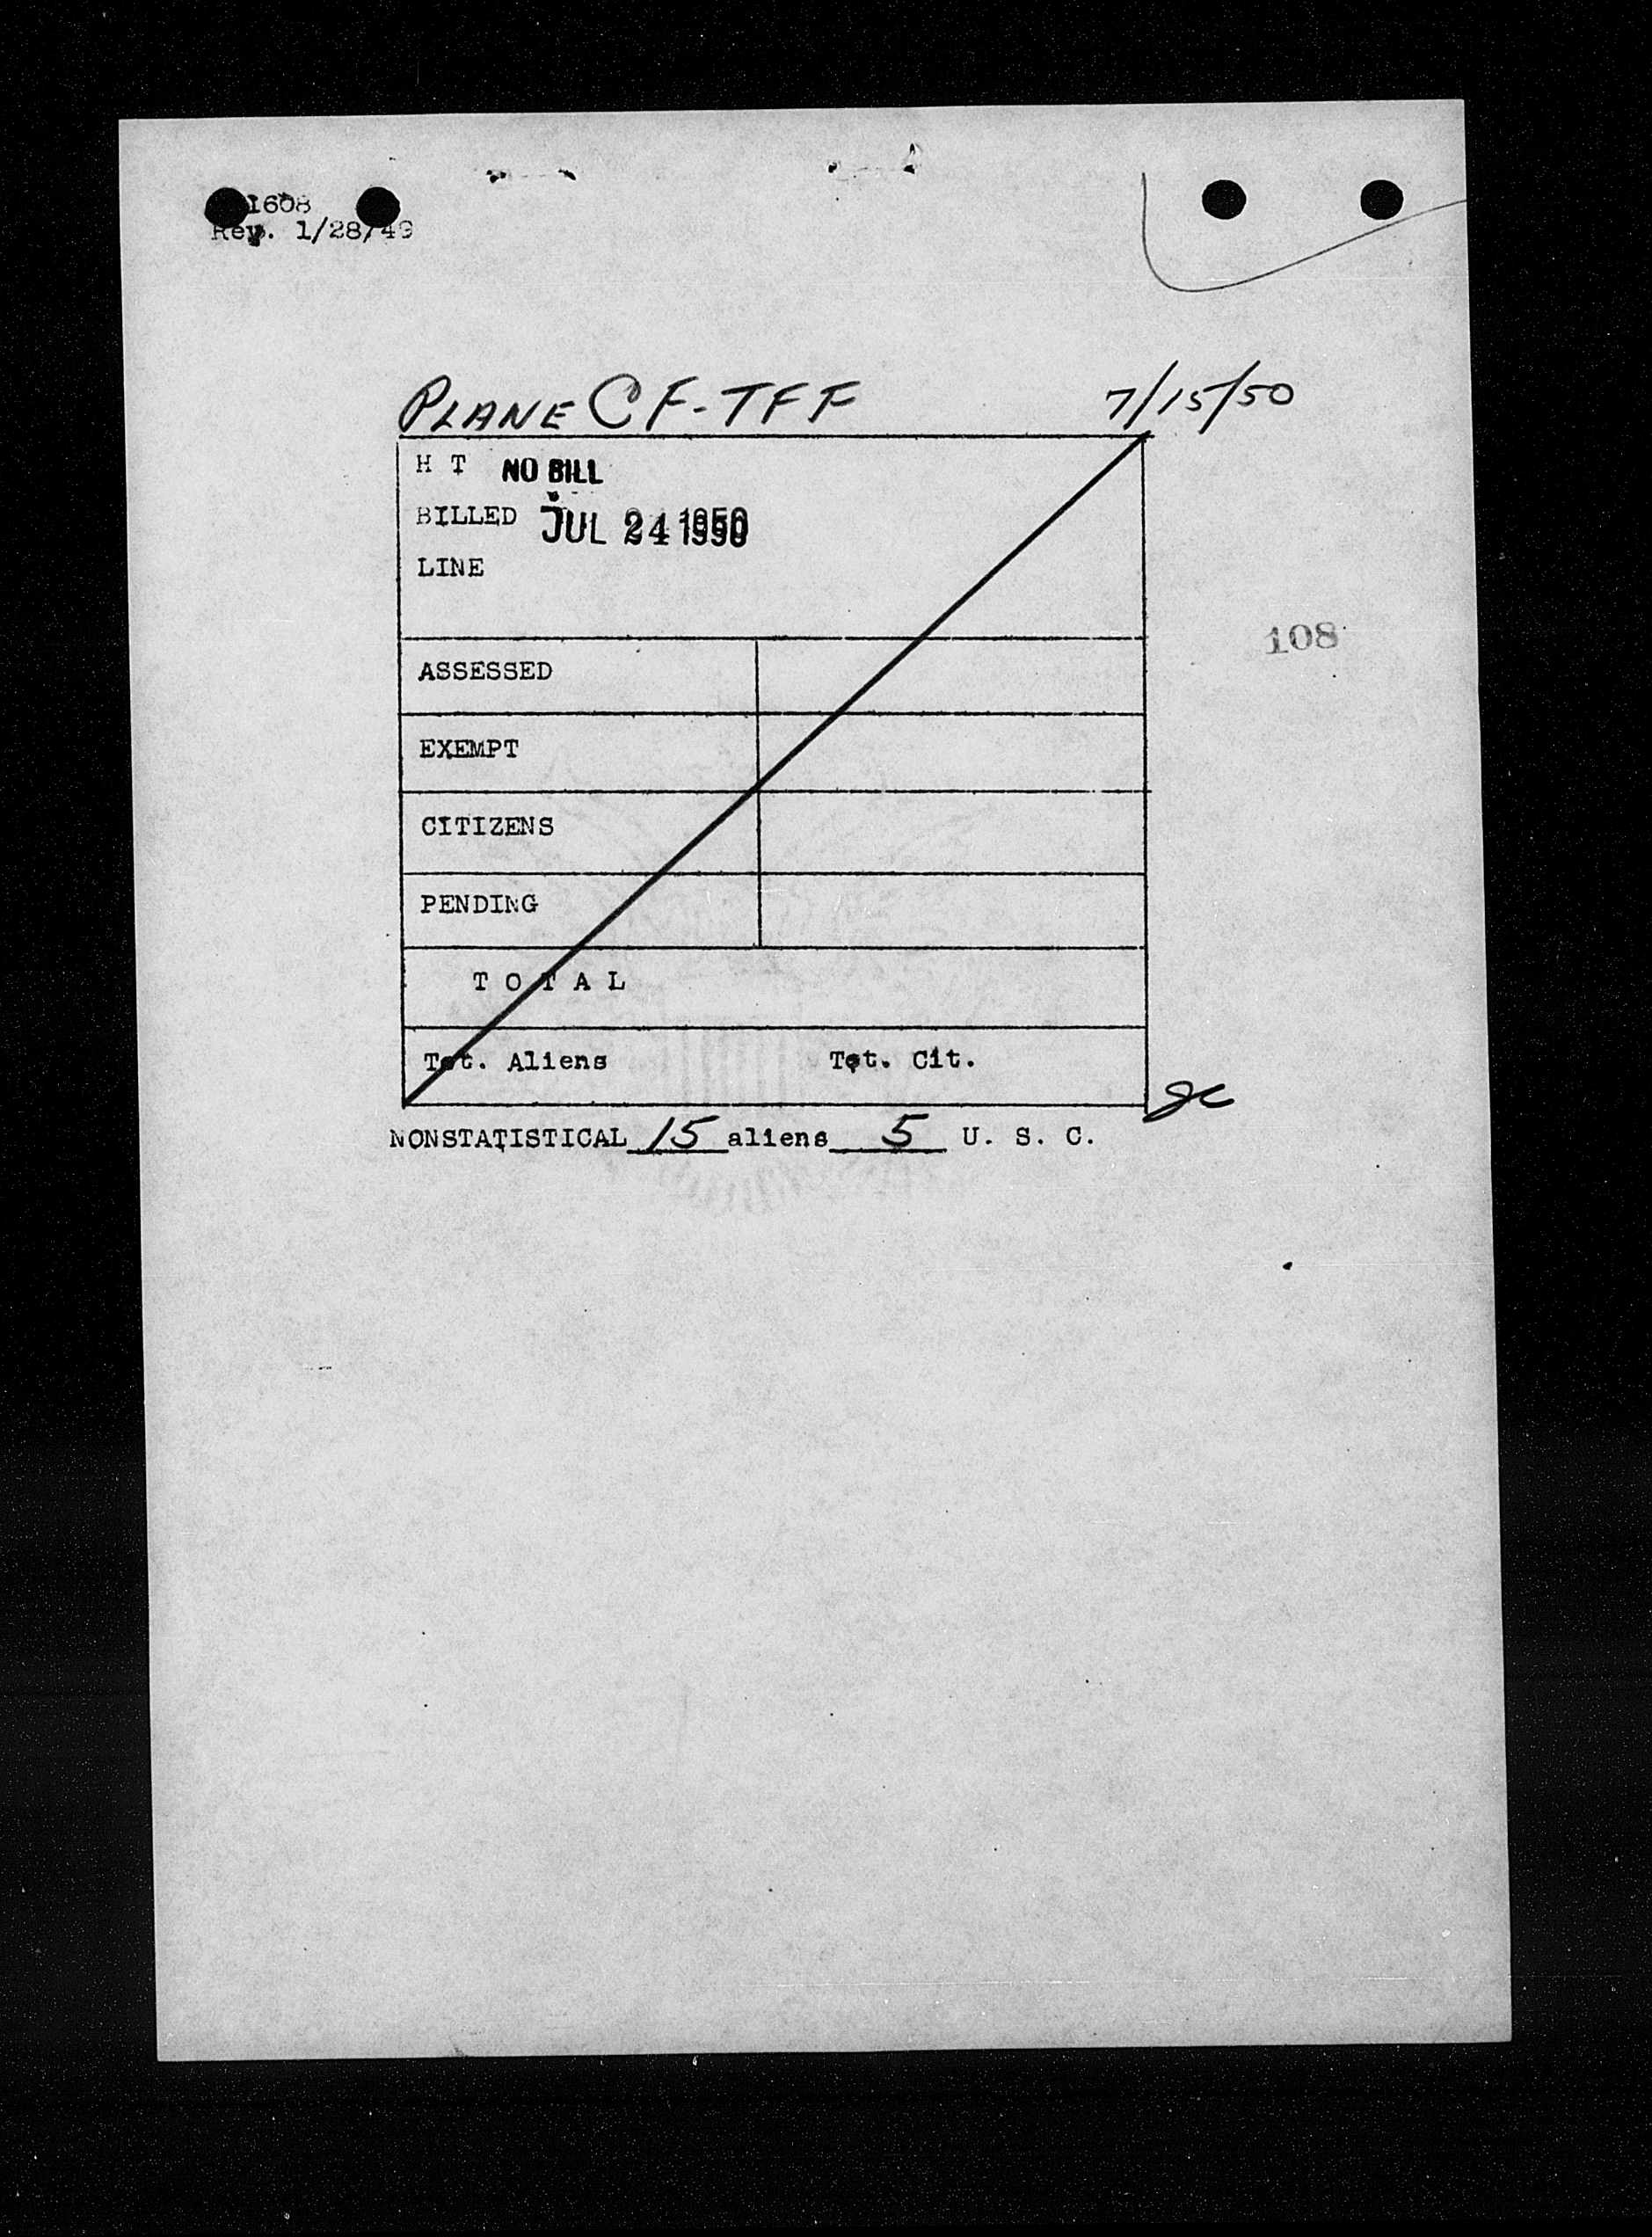 1608
Rev. 1/28/49
PLANE CF-TFF 7/15/50
H T NO BILL
BILLED JUL 24 1950
LINE
108
ASSESSED
EXEMPT
CITIZENS
PENDING
T O T A L
Tot. Aliens Tot. Cit.
NONSTATISTICAL 15 aliens 5 U. S. C.